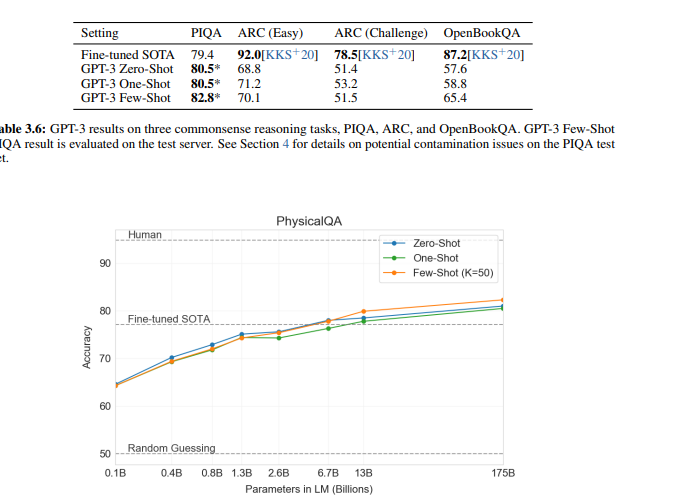 Setting PIQA ARC (Easy) ARC (Challenge) OpenBookQA
Fine-tuned SOTA 79.4 92.0[KKS+20] 78.5[KKS+20] 87.2[KKS+20]
GPT-3 Zero-Shot 80.5* 68.8 51.4 57.6
GPT-3 One-Shot 80.5* 71.2 53.2 58.8
GPT-3 Few-Shot 82.8* 70.1 51.5 65.4
able 3.6: GPT-3 results on three commonsense reasoning tasks, PIQA, ARC, and OpenBookQA. GPT-3 Few-Shot
IQA result is evaluated on the test server. See Section 4 for details on potential contamination issues on the PIQA test
et.
PhysicalQA
Human
Zero-Shot
One-Shot
Few-Shot (K=50)
90
80
Fine-tuned SOTA
70
60
50
Random Guessing
Accuracy
0.1B 0.4B 0.8B 1.3B 2.6B 6.7B 13B 175B
Parameters in LM (Billions)